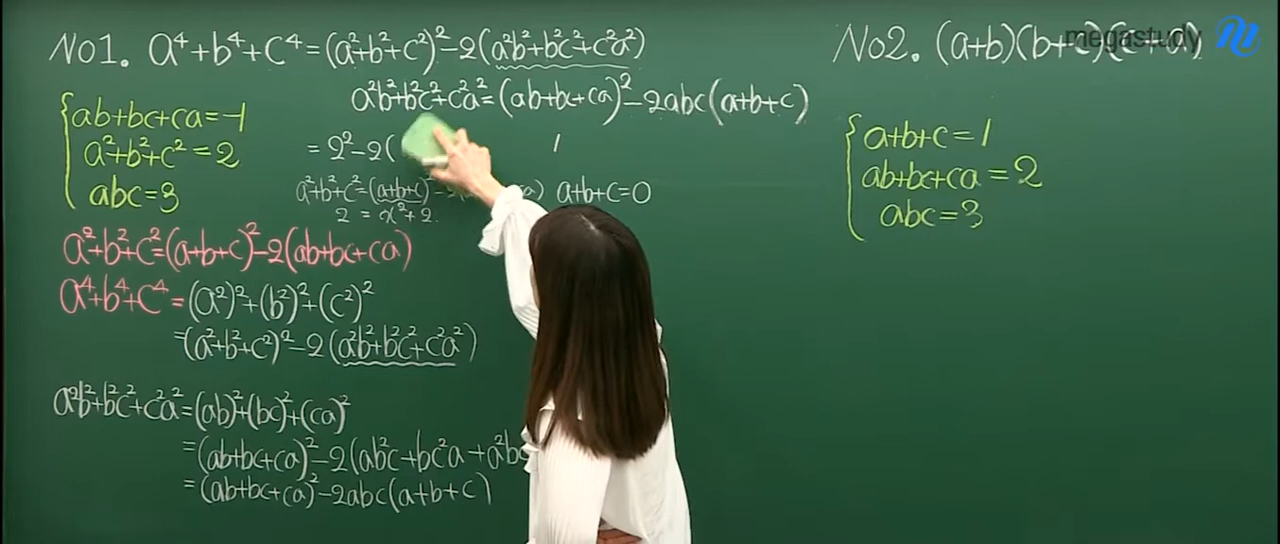 No1. a⁴+b⁴+c⁴=(a²+b²+c²)²-2(a²b²+b²c²+c²a²)
a²b²+b²c²+c²a²=(ab+bc+ca)²-2abc(a+b+c)
ab+bc+ca=-1
a²+b²+c²=2
abc=3
=2²-2( 1
a²+b²+c²=(a+b+c)² a) a+b+c=0
2 = x²+2.
a²+b²+c²=(a+b+c)²-2(ab+bc+ca)
a⁴+b⁴+c⁴=(a²)²+(b²)²+(c²)²
=(a²+b²+c²)²-2(a²b²+b²c²+c²a²)
a²b²+b²c²+c²a²=(ab)²+(bc)²+(ca)²
=(ab+bc+ca)²-2(ab²c+bc²a+a²bc
=(ab+bc+ca)²-2abc(a+b+c)
No2. (a+b)(b+c)(c+a)
megastudy
a+b+c=1
ab+bc+ca=2
abc=3